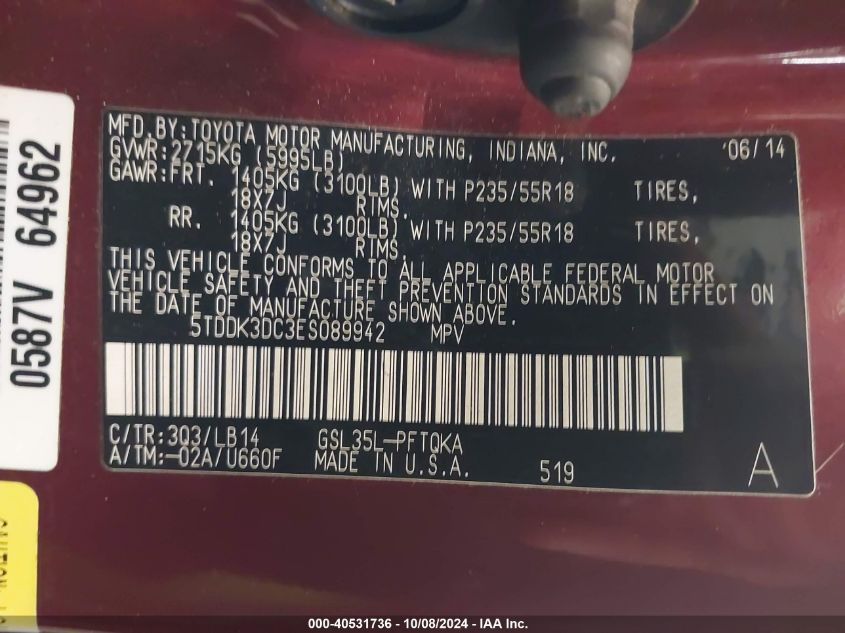 MFD.BY:TOYOTA MOTOR MANUFACTURING, INDIANA, INC. 06/14
GVWR:2715KG (5995LB)
GAWR:FRT. 1405KG (3100LB) WITH P235/55R18 TIRES,
18X7J RIMS,
RR. 1405KG (3100LB) WITH P235/55R18 TIRES,
18X7J RIMS.
THIS VEHICLE CONFORMS TO ALL APPLICABLE FEDERAL MOTOR
VEHICLE SAFETY AND THEFT PREVENTION STANDARDS IN EFFECT ON
THE DATE OF MANUFACTURE SHOWN ABOVE.
5TDDK3DC3ES089942 MPV
C/TR:3Q3/LB14 GSL35L-PFTQKA
A/TM:-02A/U660F MADE IN U.S.A. 519 A
0587V 64962
000-40531736 - 10/08/2024 - IAA Inc.